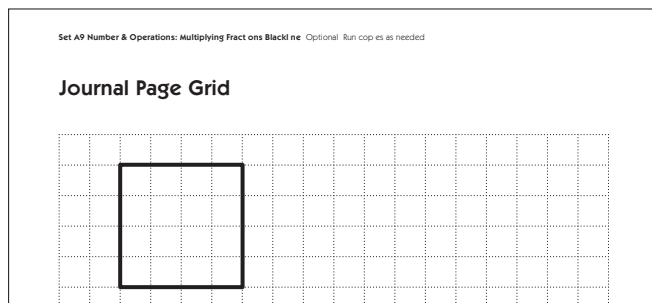 Set A9 Number & Operations: Multiplying Fract ons Blackl ne Optional Run cop es as needed
Journal Page Grid